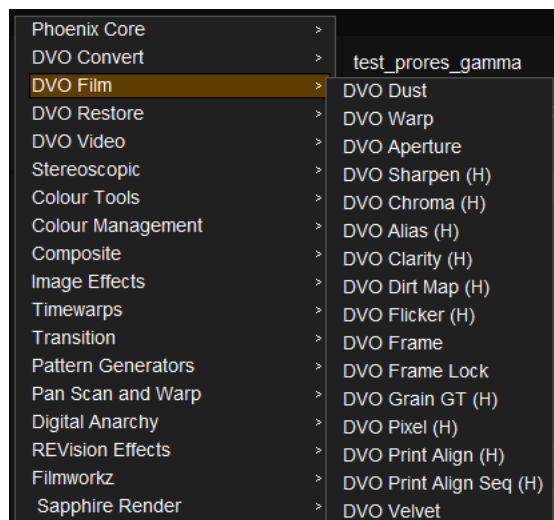 Phoenix Core >
DVO Convert >
DVO Film >
DVO Restore >
DVO Video >
Stereoscopic >
Colour Tools >
Colour Management >
Composite >
Image Effects >
Timewarps >
Transition >
Pattern Generators >
Pan Scan and Warp >
Digital Anarchy >
REVision Effects >
Filmworkz >
Sapphire Render >
test_prores_gamma
DVO Dust
DVO Warp
DVO Aperture
DVO Sharpen (H)
DVO Chroma (H)
DVO Alias (H)
DVO Clarity (H)
DVO Dirt Map (H)
DVO Flicker (H)
DVO Frame
DVO Frame Lock
DVO Grain GT (H)
DVO Pixel (H)
DVO Print Align (H)
DVO Print Align Seq (H)
DVO Velvet